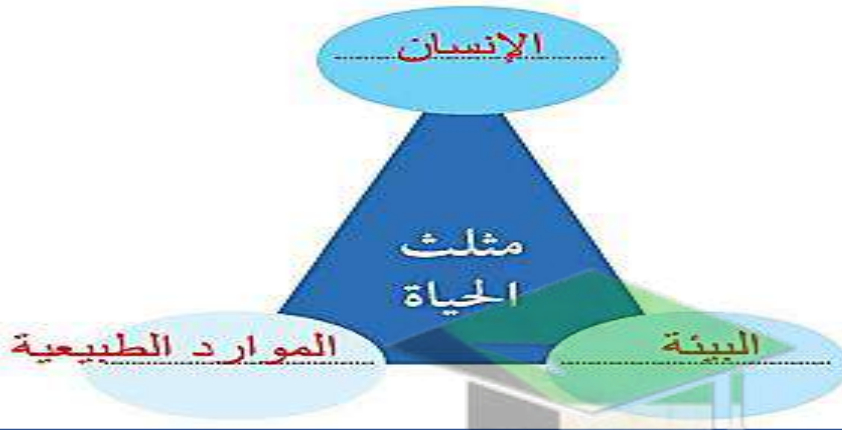 الإنسان
مثلث
الحياة
البيئة
الموارد الطبيعية